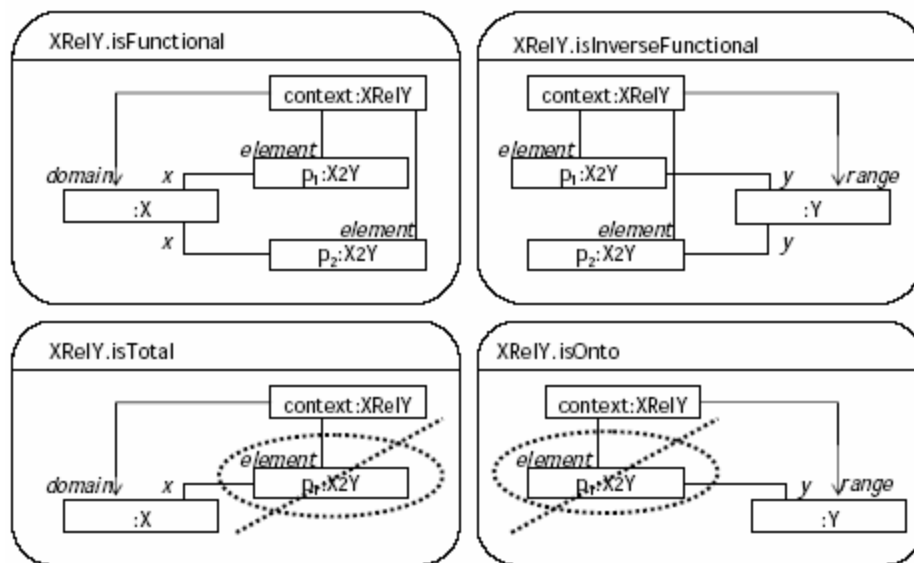 XRelY.isFunctional
context:XRelY
element
domain
x
p₁:X2Y
:X
x
element
p₂:X2Y
XRelY.isInverseFunctional
context:XRelY
element
p₁:X2Y
y
range
:Y
element
y
p₂:X2Y
XRelY.isTotal
context:XRelY
element
domain
x
p₁:X2Y
:X
XRelY.isOnto
context:XRelY
element
p₁:X2Y
y
range
:Y